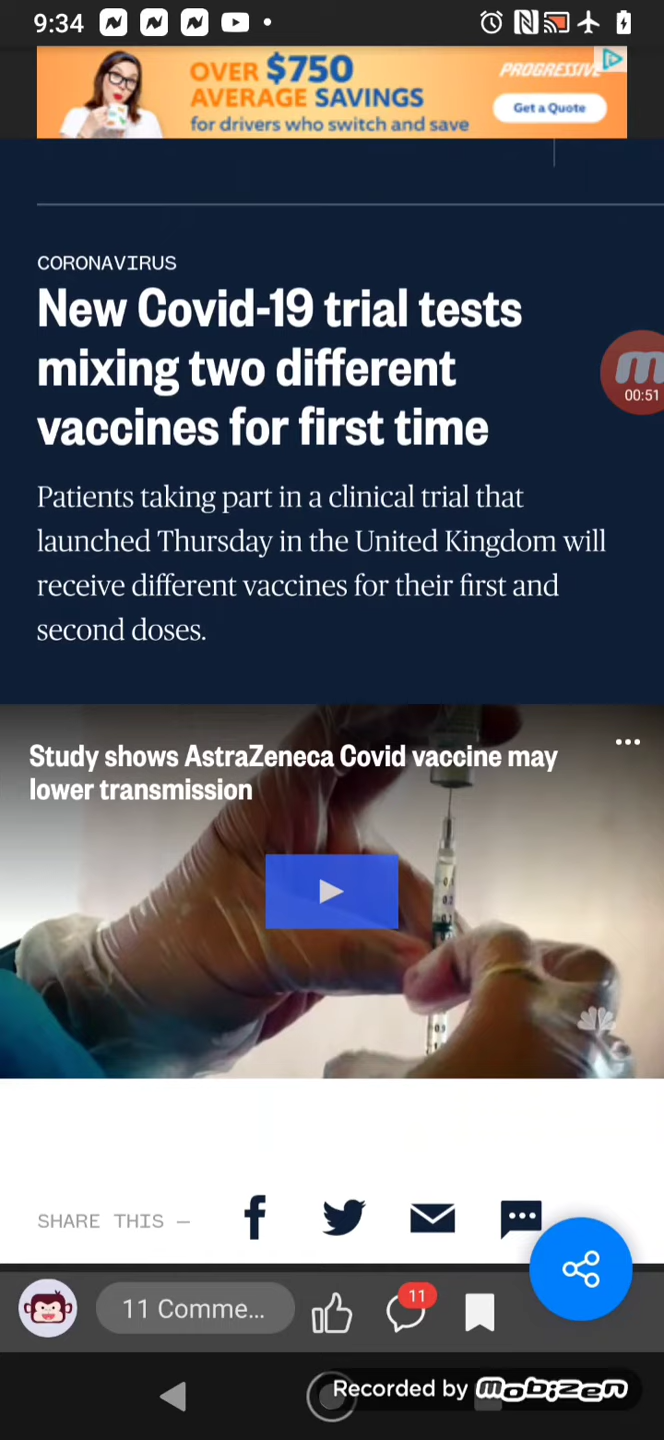 9:34
OVER $750
AVERAGE SAVINGS
for drivers who switch and save
PROGRESSIVE
Get a Quote
CORONAVIRUS
New Covid-19 trial tests
mixing two different
vaccines for first time
00:51
Patients taking part in a clinical trial that
launched Thursday in the United Kingdom will
receive different vaccines for their first and
second doses.
Study shows AstraZeneca Covid vaccine may
lower transmission
SHARE THIS —
11 Comme...
11
Recorded by mobizen